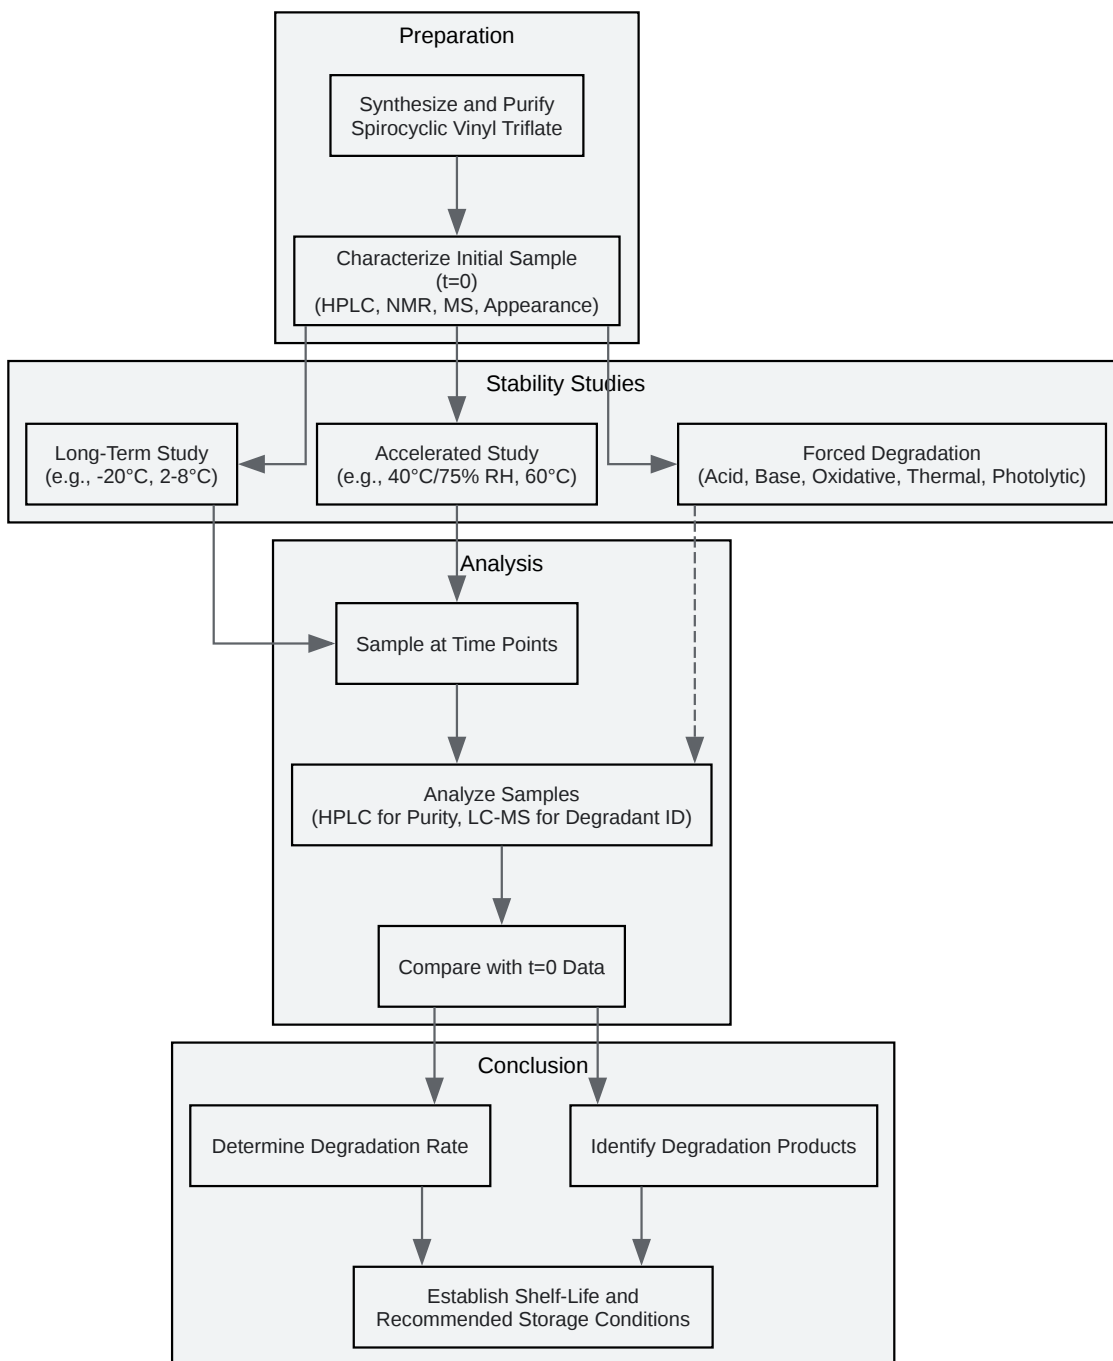 Preparation
Synthesize and Purify
Spirocyclic Vinyl Triflate
Characterize Initial Sample
(t=0)
(HPLC, NMR, MS, Appearance)
Stability Studies
Long-Term Study
(e.g., -20°C, 2-8°C)
Accelerated Study
(e.g., 40°C/75% RH, 60°C)
Forced Degradation
(Acid, Base, Oxidative, Thermal, Photolytic)
Analysis
Sample at Time Points
Analyze Samples
(HPLC for Purity, LC-MS for Degradant ID)
Compare with t=0 Data
Conclusion
Determine Degradation Rate
Identify Degradation Products
Establish Shelf-Life and
Recommended Storage Conditions